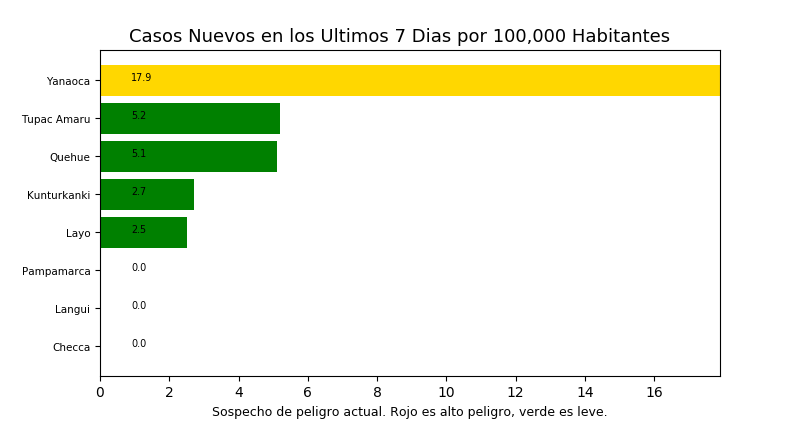 Casos Nuevos en los Ultimos 7 Dias por 100,000 Habitantes
Yanaoca 17.9
Tupac Amaru 5.2
Quehue 5.1
Kunturkanki 2.7
Layo 2.5
Pampamarca 0.0
Langui 0.0
Checca 0.0
0 2 4 6 8 10 12 14 16
Sospecho de peligro actual. Rojo es alto peligro, verde es leve.